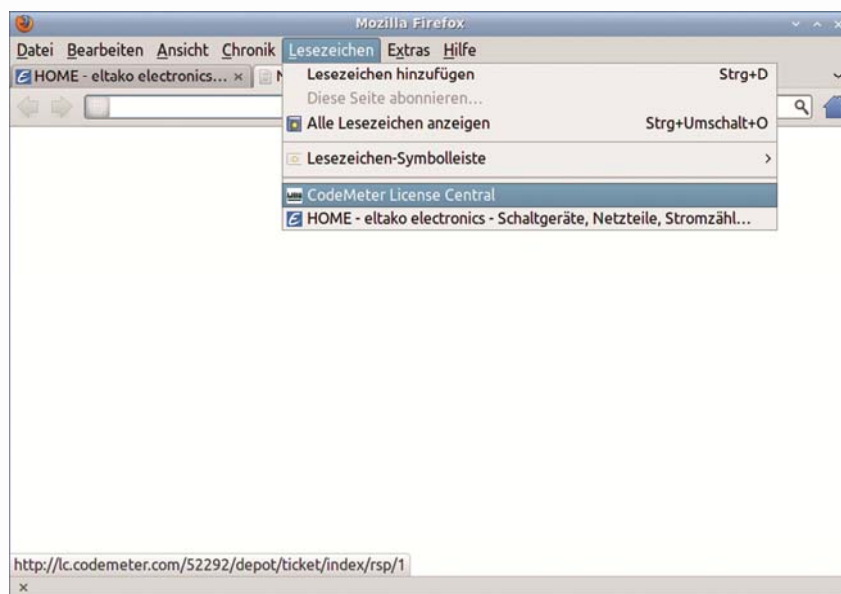 Mozilla Firefox
Datei Bearbeiten Ansicht Chronik Lesezeichen Extras Hilfe
HOME - eltako electronics...
Lesezeichen hinzufügen Strg+D
Diese Seite abonnieren...
Alle Lesezeichen anzeigen Strg+Umschalt+O
Lesezeichen-Symbolleiste
CodeMeter License Central
HOME - eltako electronics - Schaltgeräte, Netzteile, Stromzähl...
http://lc.codemeter.com/52292/depot/ticket/index/rsp/1